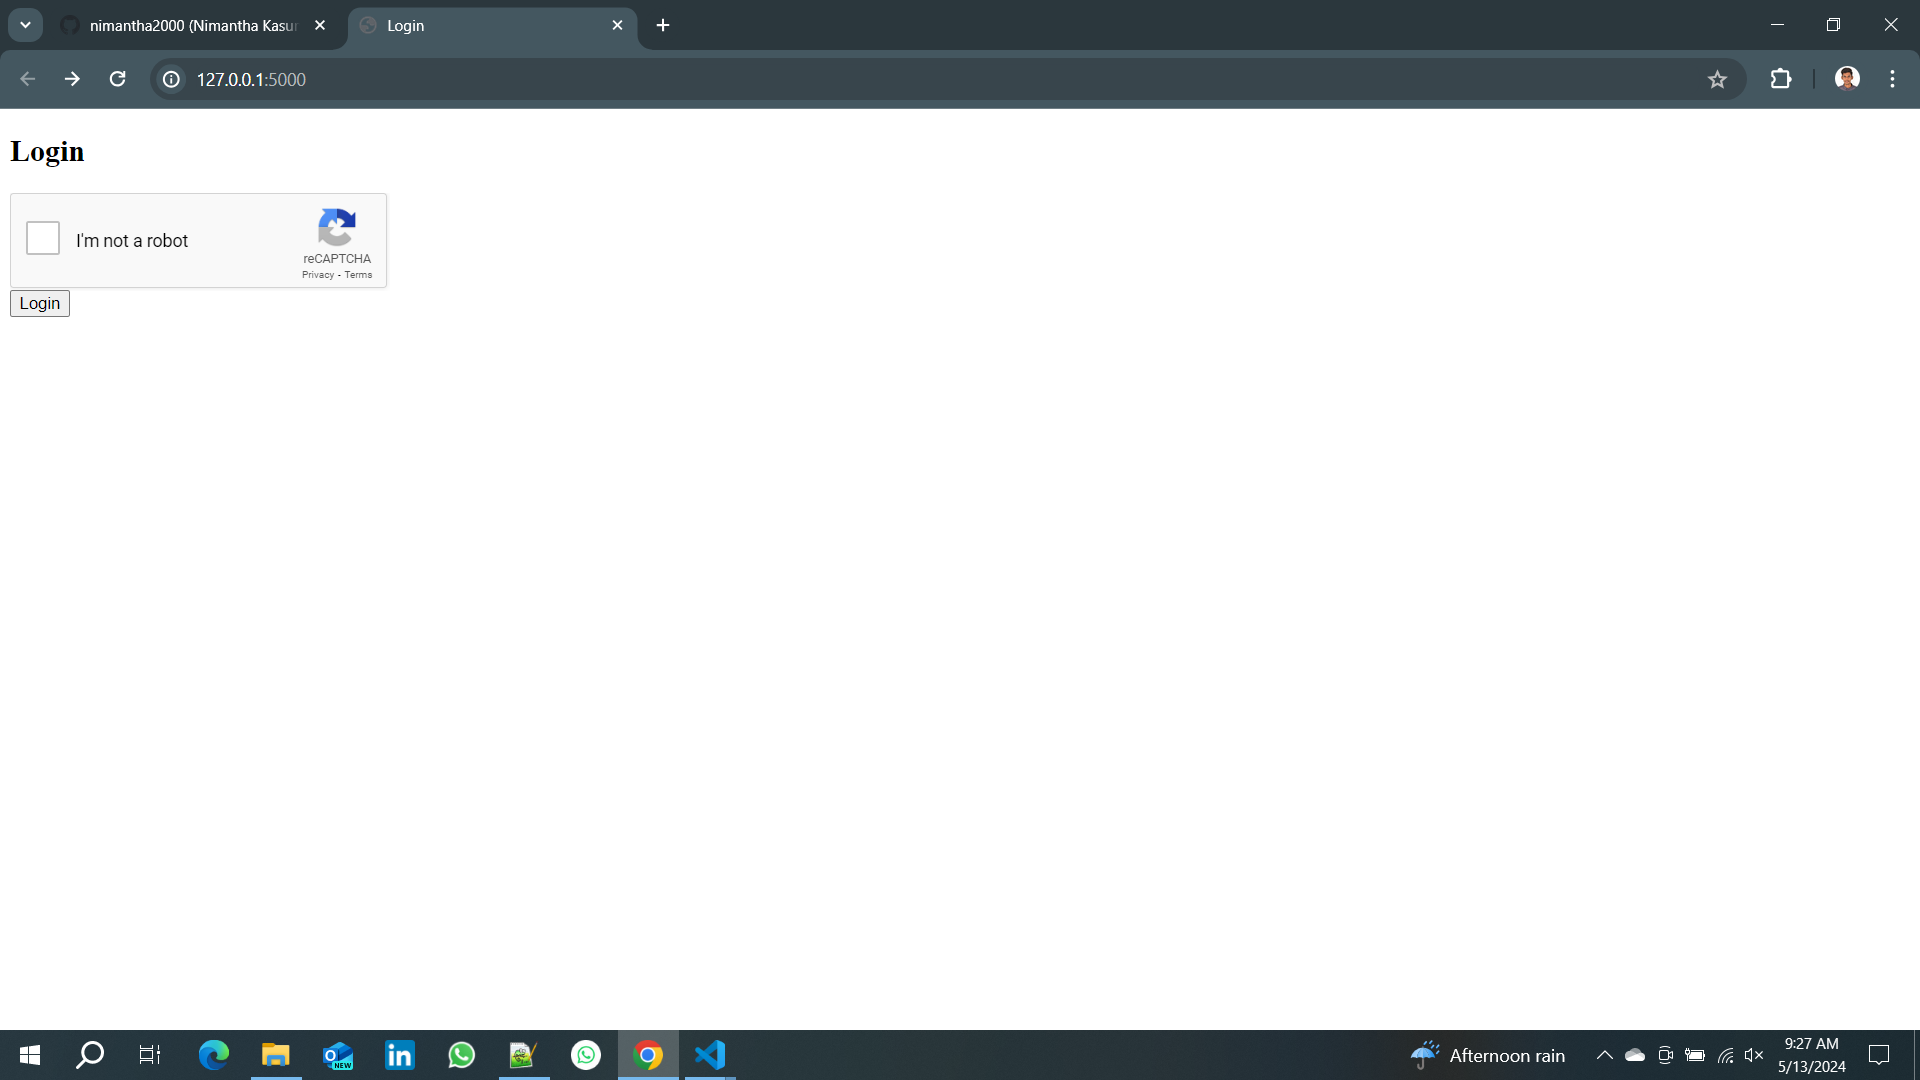 nimantha2000 (Nimantha Kasun
Login
127.0.0.1:5000
Login
I'm not a robot
reCAPTCHA
Privacy - Terms
Login
NEW
Afternoon rain
9:27 AM
5/13/2024